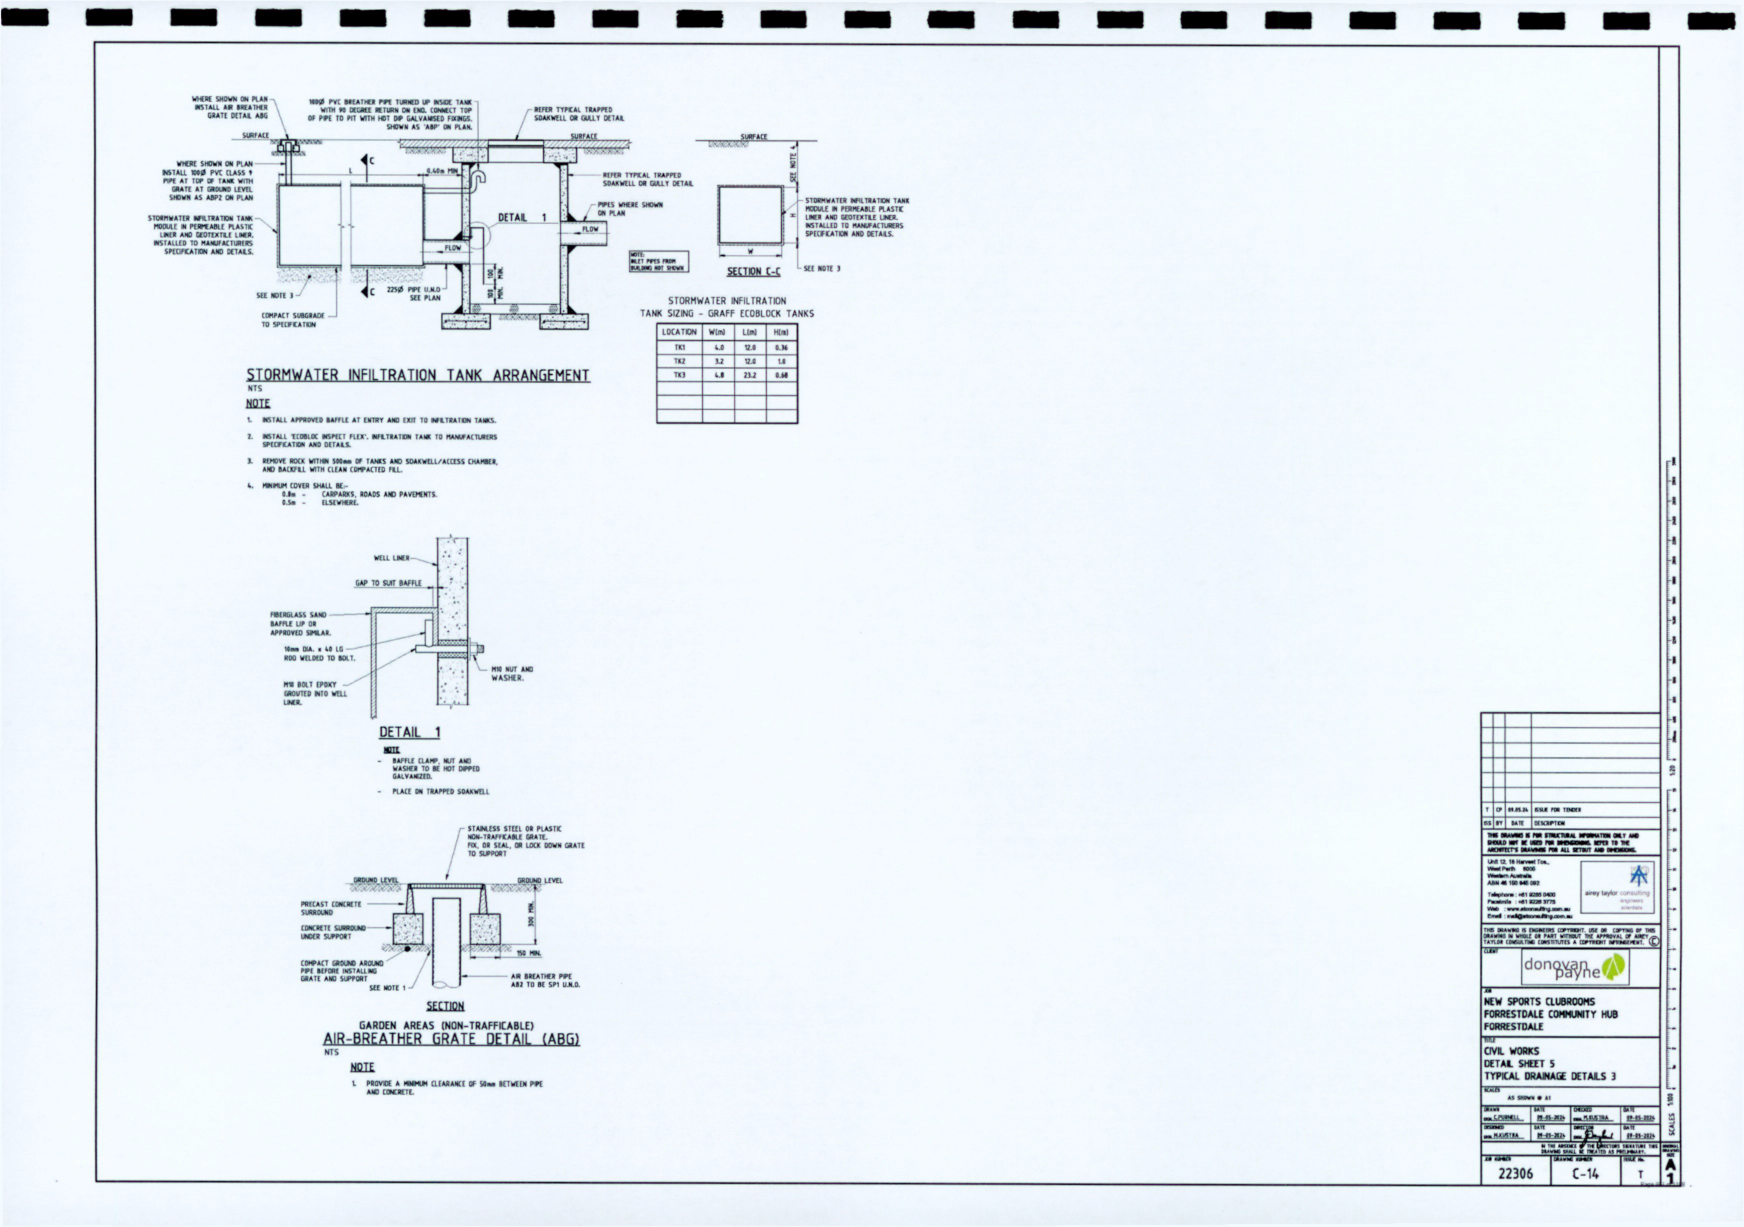 WHERE SHOWN ON PLAN
INSTALL AIR BREATHER
GRATE DETAIL ABG
100Ø PVC BREATHER PIPE TURNED UP INSIDE TANK
WITH 90 DEGREE RETURN ON END. CONNECT TOP
OF PIPE TO PIT WITH HOT DIP GALVANISED FIXINGS.
SHOWN AS 'ABP' ON PLAN.
REFER TYPICAL TRAPPED
SOAKWELL OR GULLY DETAIL
SURFACE
SURFACE
SURFACE
WHERE SHOWN ON PLAN
INSTALL 100Ø PVC CLASS 9
PIPE AT TOP OF TANK WITH
GRATE AT GROUND LEVEL
SHOWN AS ABP2 ON PLAN
C
L
0.40m MIN.
REFER TYPICAL TRAPPED
SOAKWELL OR GULLY DETAIL
SEE NOTE 4
STORMWATER INFILTRATION TANK
MODULE IN PERMEABLE PLASTIC
LINER AND GEOTEXTILE LINER.
INSTALLED TO MANUFACTURERS
SPECIFICATION AND DETAILS.
DETAIL 1
PIPES WHERE SHOWN
ON PLAN
FLOW
FLOW
H
STORMWATER INFILTRATION TANK
MODULE IN PERMEABLE PLASTIC
LINER AND GEOTEXTILE LINER.
INSTALLED TO MANUFACTURERS
SPECIFICATION AND DETAILS.
W
NOTE:
INLET PIPES FROM
BUILDING NOT SHOWN
SECTION C-C
SEE NOTE 3
SEE NOTE 3
C
225Ø PIPE U.N.O
SEE PLAN
100 MIN.
100 MIN.
COMPACT SUBGRADE
TO SPECIFICATION
STORMWATER INFILTRATION
TANK SIZING - GRAFF ECOBLOCK TANKS
LOCATION W(m) L(m) H(m)
TK1 4.0 12.0 0.36
TK2 3.2 12.0 1.0
TK3 4.8 23.2 0.68
STORMWATER INFILTRATION TANK ARRANGEMENT
NTS
NOTE
1. INSTALL APPROVED BAFFLE AT ENTRY AND EXIT TO INFILTRATION TANKS.
2. INSTALL 'ECOBLOC INSPECT FLEX'. INFILTRATION TANK TO MANUFACTURERS
SPECIFICATION AND DETAILS.
3. REMOVE ROCK WITHIN 500mm OF TANKS AND SOAKWELL/ACCESS CHAMBER,
AND BACKFILL WITH CLEAN COMPACTED FILL.
4. MINIMUM COVER SHALL BE:-
0.8m - CARPARKS, ROADS AND PAVEMENTS.
0.5m - ELSEWHERE.
WELL LINER
GAP TO SUIT BAFFLE
FIBERGLASS SAND
BAFFLE LIP OR
APPROVED SIMILAR.
10mm DIA. x 40 LG
ROD WELDED TO BOLT.
M10 BOLT EPOXY
GROUTED INTO WELL
LINER.
M10 NUT AND
WASHER.
DETAIL 1
NOTE
- BAFFLE CLAMP, NUT AND
WASHER TO BE HOT DIPPED
GALVANIZED.
- PLACE ON TRAPPED SOAKWELL
STAINLESS STEEL OR PLASTIC
NON-TRAFFICABLE GRATE.
FIX, OR SEAL, OR LOCK DOWN GRATE
TO SUPPORT
GROUND LEVEL
GROUND LEVEL
PRECAST CONCRETE
SURROUND
CONCRETE SURROUND
UNDER SUPPORT
300 MIN.
150 MIN.
COMPACT GROUND AROUND
PIPE BEFORE INSTALLING
GRATE AND SUPPORT
SEE NOTE 1
AIR BREATHER PIPE
AB2 TO BE SP1 U.N.O.
SECTION
GARDEN AREAS (NON-TRAFFICABLE)
AIR-BREATHER GRATE DETAIL (ABG)
NTS
NOTE
1. PROVIDE A MINIMUM CLEARANCE OF 50mm BETWEEN PIPE
AND CONCRETE.
T CP 09.05.24 ISSUE FOR TENDER
ISS BY DATE DESCRIPTION
THIS DRAWING IS FOR STRUCTURAL INFORMATION ONLY AND
SHOULD NOT BE USED FOR DIMENSIONING. REFER TO THE
ARCHITECT'S DRAWINGS FOR ALL SETOUT AND DIMENSIONS.
Unit 12, 18 Harvest Tce.,
West Perth 6005
Western Australia
Telephone : +61 9285 0400
Web : www.atconsulting.com.au
Email : mail@atconsulting.com.au
airey taylor consulting
engineers
scientists
THIS DRAWING IS ENGINEERS COPYRIGHT. USE OR COPYING OF THIS
DRAWING IN WHOLE OR PART WITHOUT THE APPROVAL OF AIREY
TAYLOR CONSULTING CONSTITUTES A COPYRIGHT INFRINGEMENT. ©
CLIENT
donovan
payne
JOB
NEW SPORTS CLUBROOMS
FORRESTDALE COMMUNITY HUB
FORRESTDALE
TITLE
CIVIL WORKS
DETAIL SHEET 5
TYPICAL DRAINAGE DETAILS 3
SCALES
AS SHOWN @ A1
DRAWN C.PURNELL DATE 09-05-2024 CHECKED M.KUSTRA DATE 09-05-2024
DESIGNED M.KUSTRA DATE 09-05-2024 DIRECTOR DATE 09-05-2024
IN THE ABSENCE OF THE DIRECTORS SIGNATURE THIS
DRAWING SHALL BE TREATED AS PRELIMINARY.
JOB NUMBER DRAWING NUMBER ISSUE No.
22306 C-14 T
A
1
SCALES 1:100
1:20